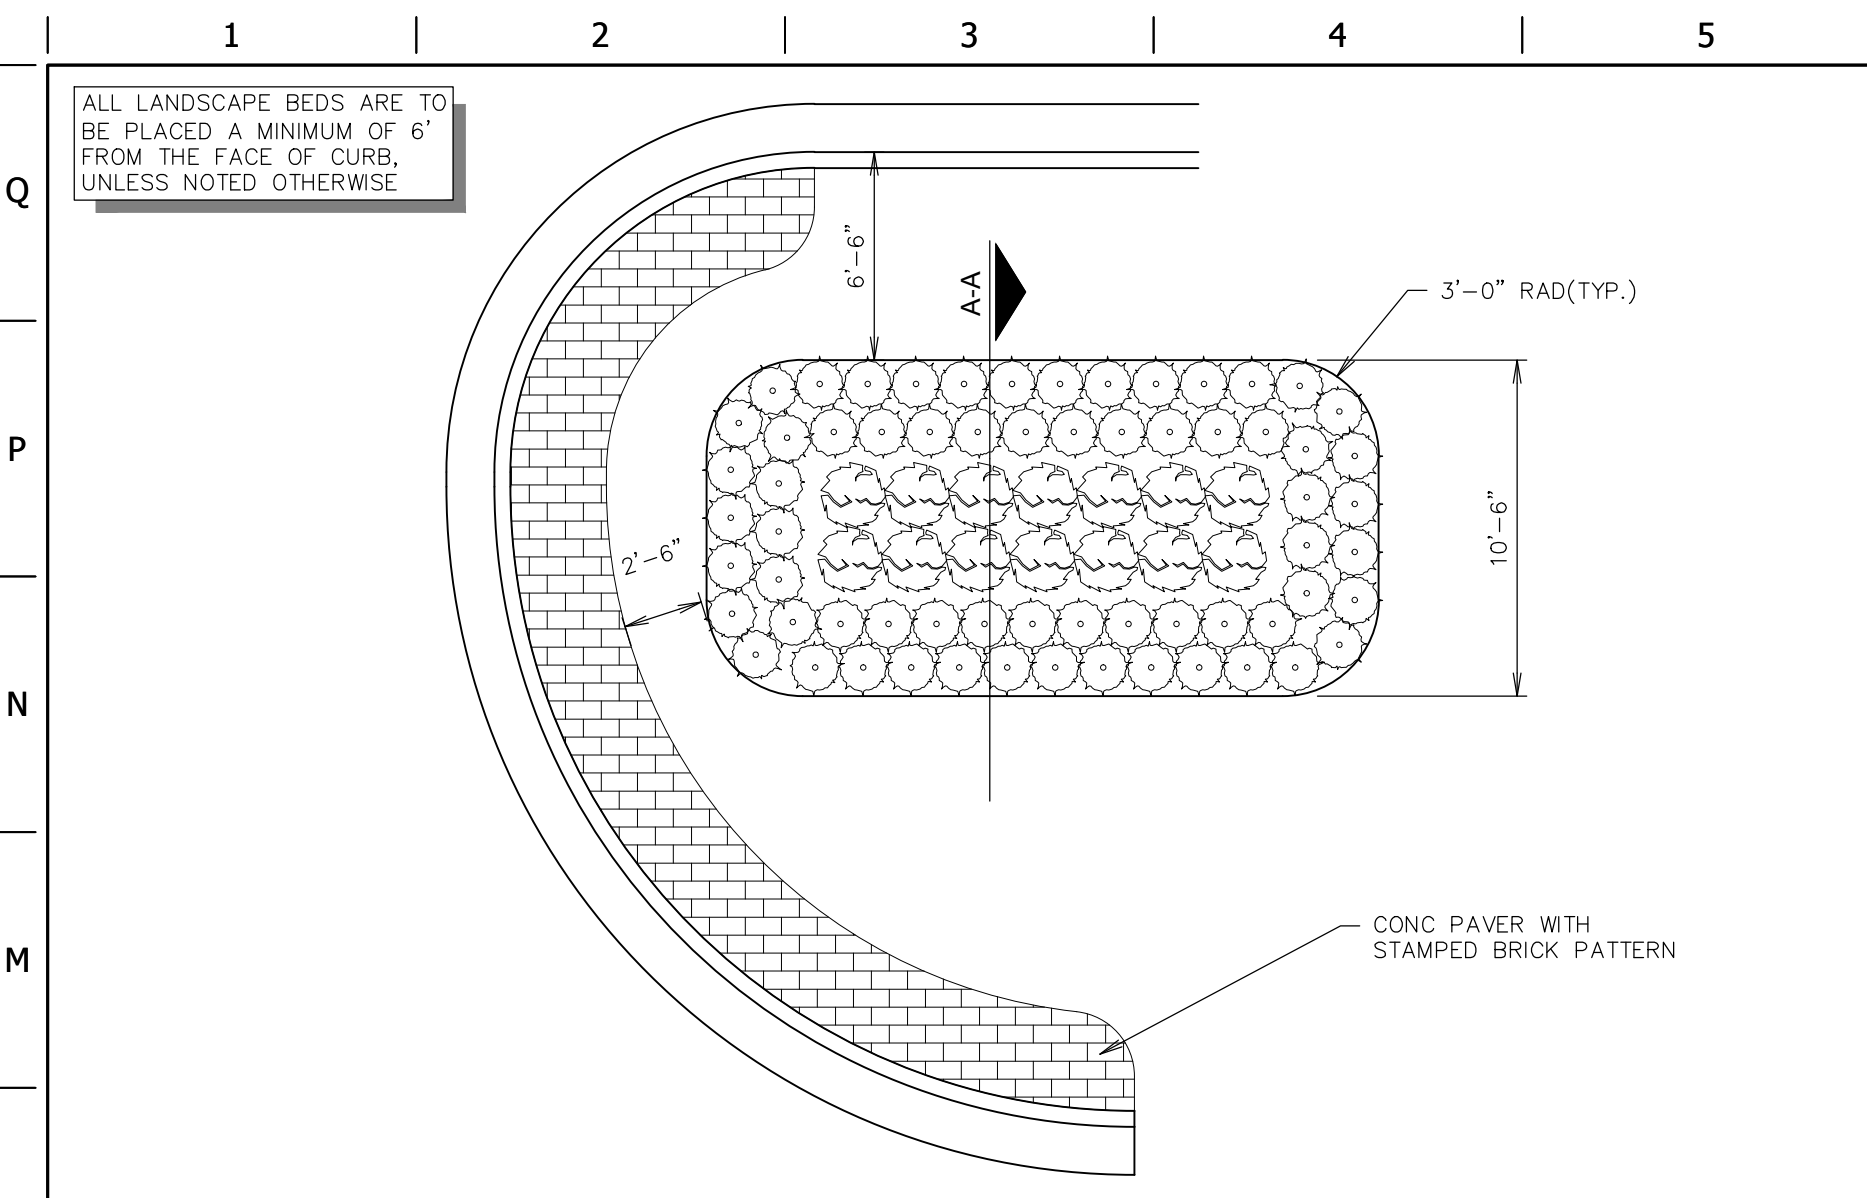 1 2 3 4 5
ALL LANDSCAPE BEDS ARE TO
BE PLACED A MINIMUM OF 6'
FROM THE FACE OF CURB,
UNLESS NOTED OTHERWISE
Q
6'-6"
A-A
3'-0" RAD(TYP.)
P
10'-6"
2'-6"
N
CONC PAVER WITH
STAMPED BRICK PATTERN
M